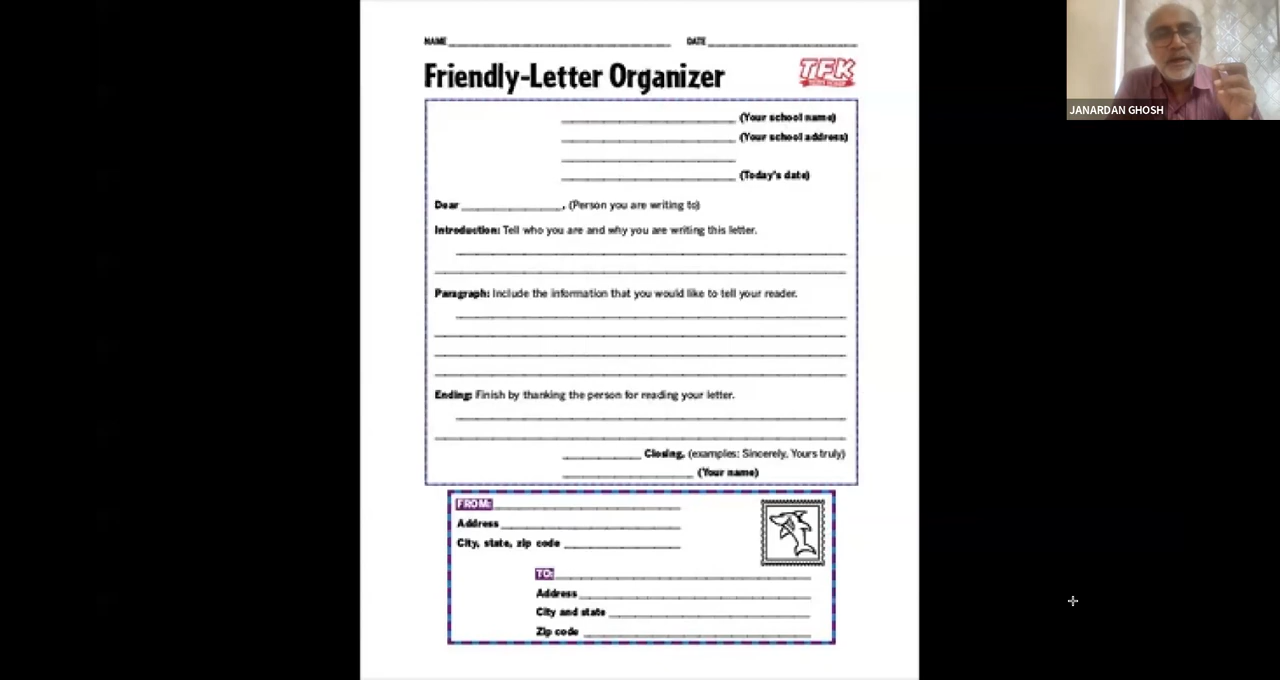 NAME DATE
Friendly-Letter Organizer TFK
(Your school name)
(Your school address)
(Today's date)
Dear , (Person you are writing to)
Introduction: Tell who you are and why you are writing this letter.
Paragraph: Include the information that you would like to tell your reader.
Ending: Finish by thanking the person for reading your letter.
Closing, (examples: Sincerely, Yours truly)
(Your name)
FROM:
Address
City, state, zip code
TO:
Address
City and state
Zip code
JANARDAN GHOSH